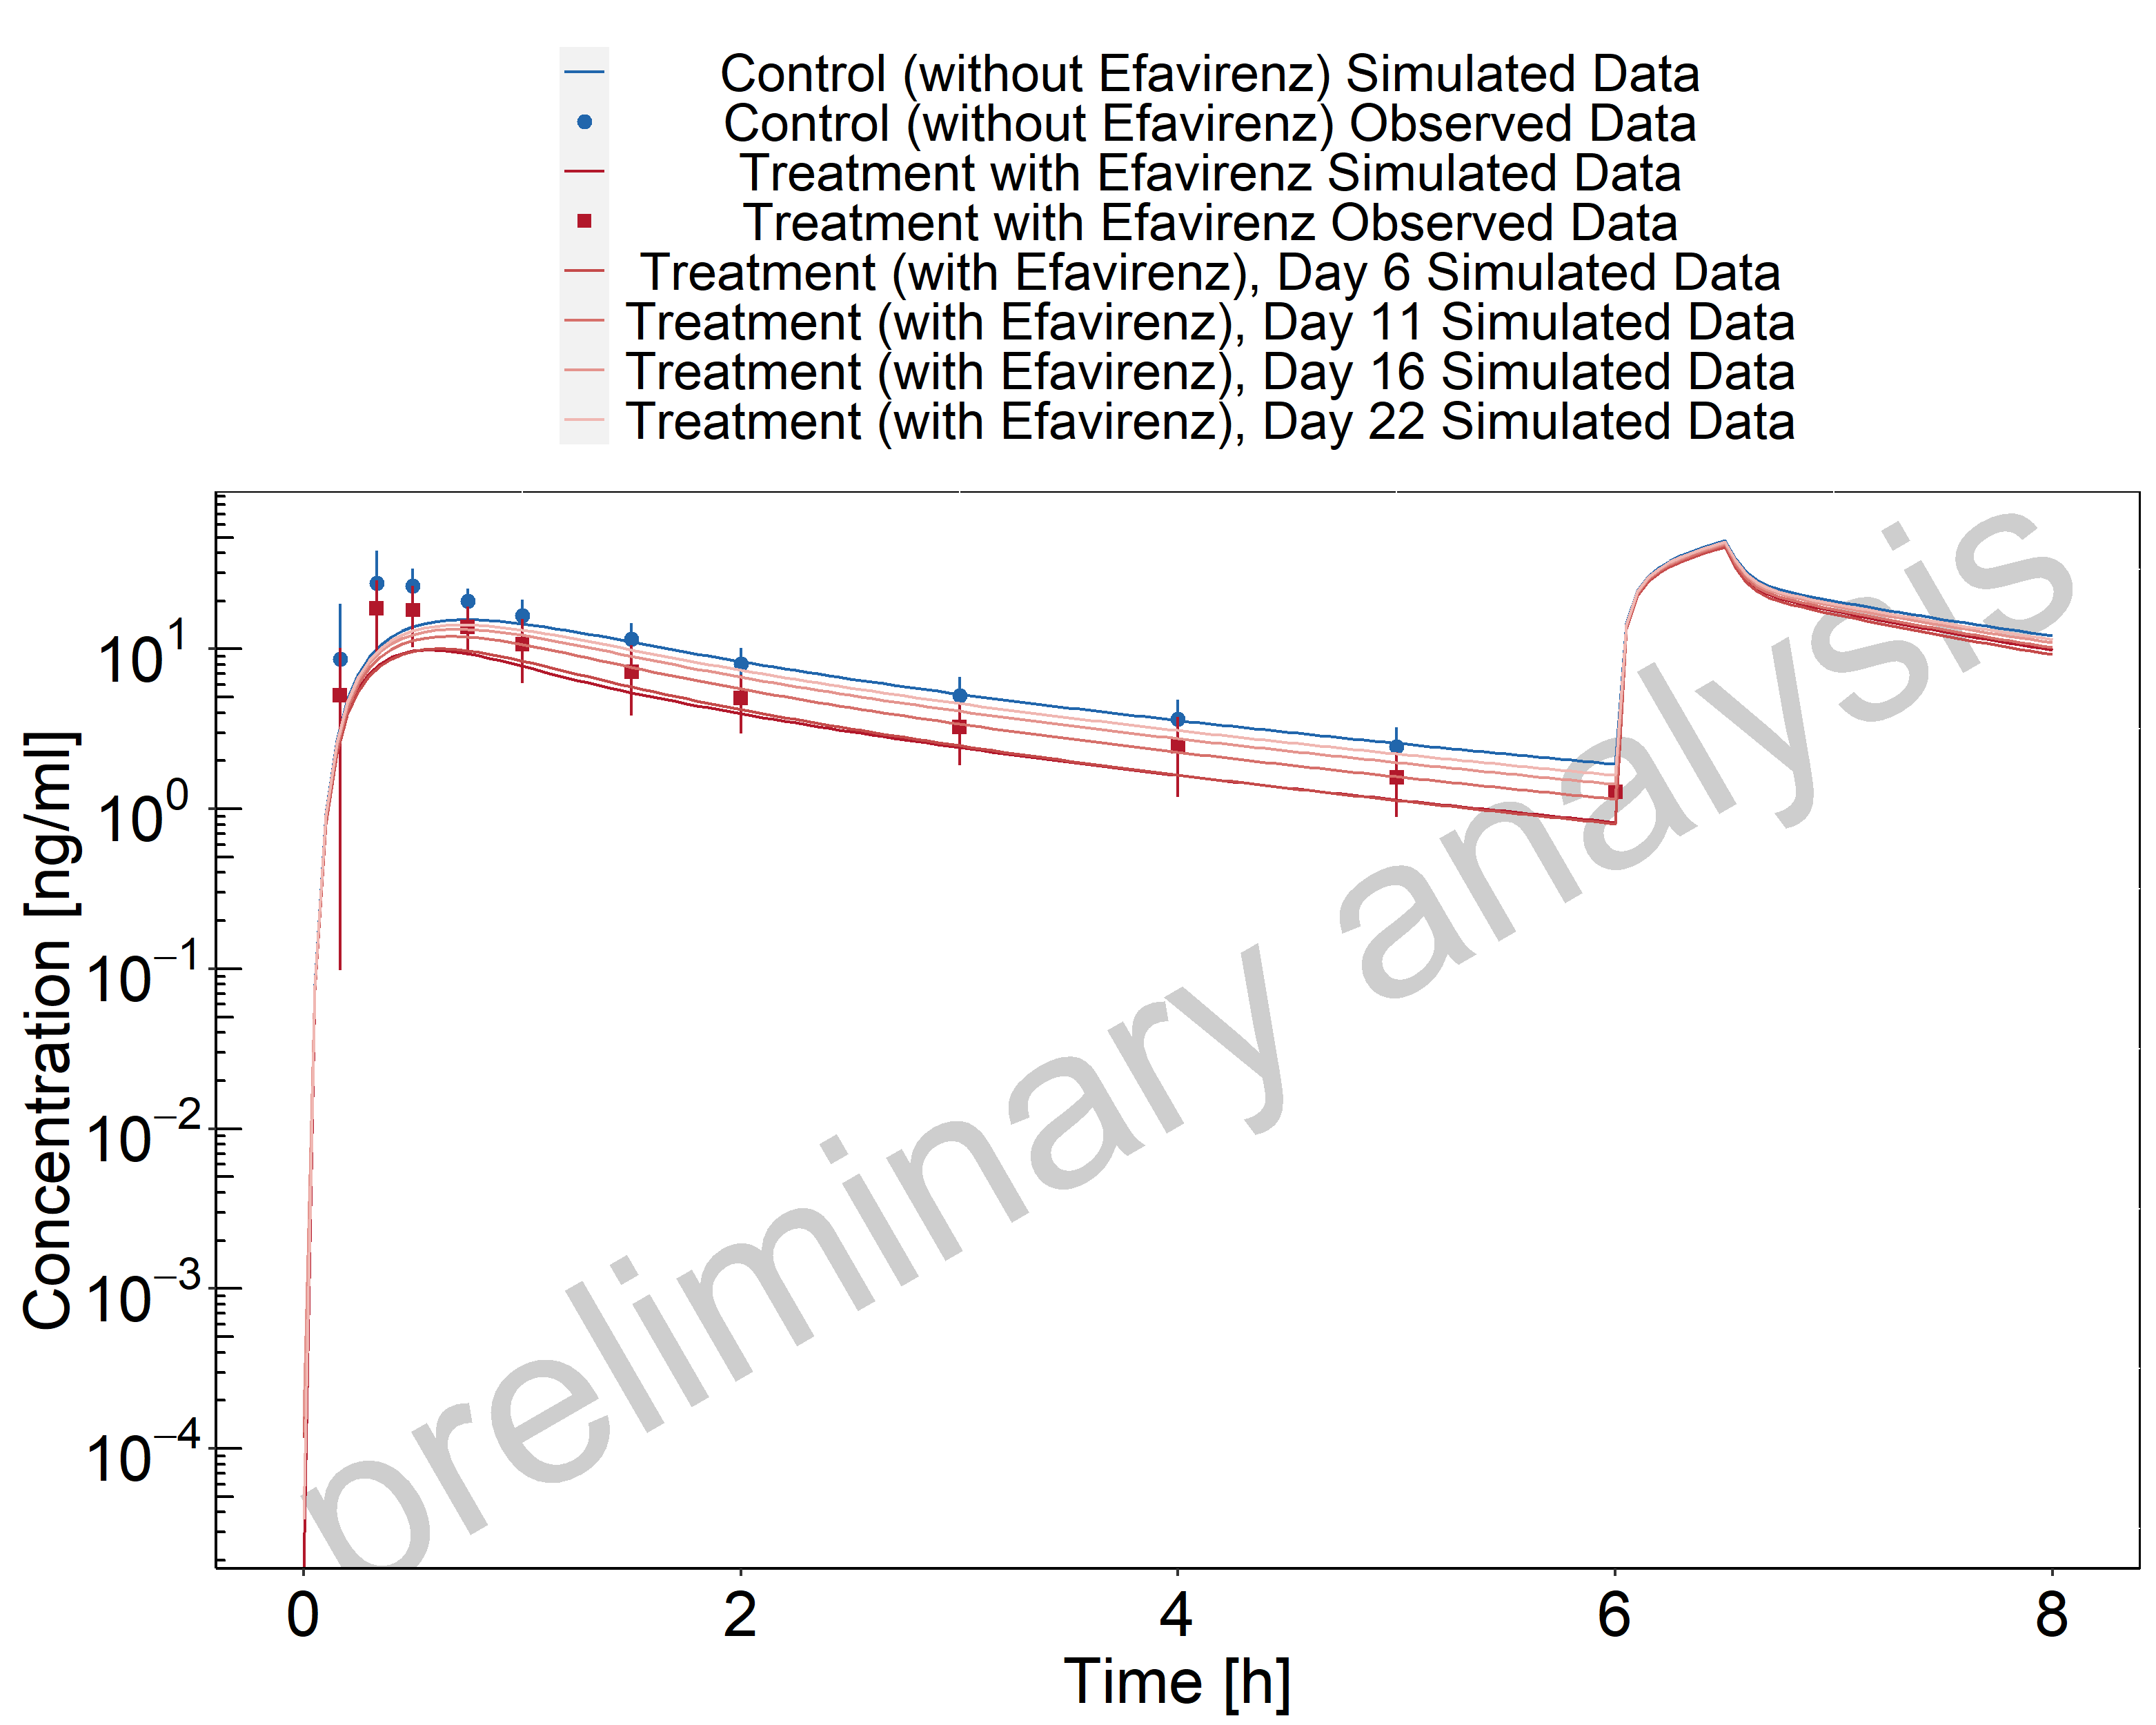 Control (without Efavirenz) Simulated Data
Control (without Efavirenz) Observed Data
Treatment with Efavirenz Simulated Data
Treatment with Efavirenz Observed Data
Treatment (with Efavirenz), Day 6 Simulated Data
Treatment (with Efavirenz), Day 11 Simulated Data
Treatment (with Efavirenz), Day 16 Simulated Data
Treatment (with Efavirenz), Day 22 Simulated Data
Concentration [ng/ml]
10¹
10⁰
10⁻¹
10⁻²
10⁻³
10⁻⁴
preliminary analysis
0 2 4 6 8
Time [h]